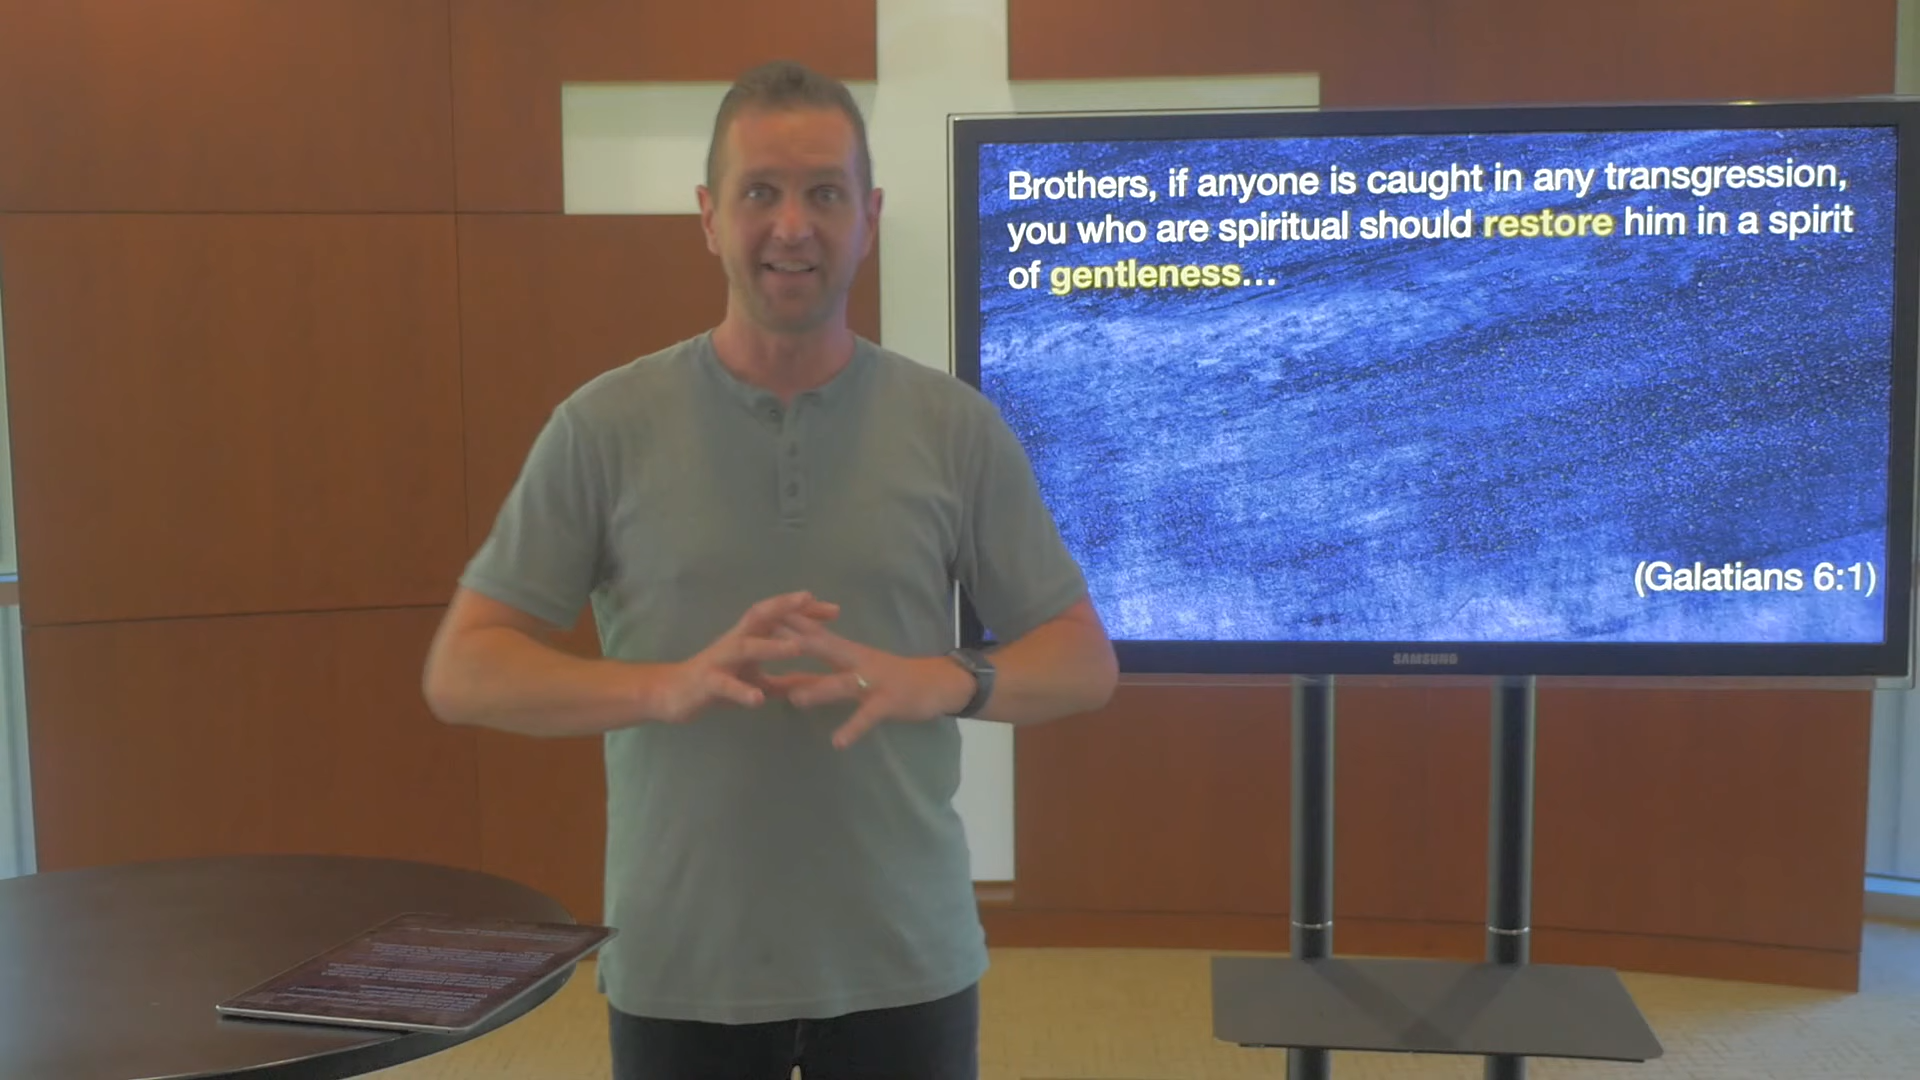 Brothers, if anyone is caught in any transgression,
you who are spiritual should restore him in a spirit
of gentleness...
(Galatians 6:1)
SAMSUNG